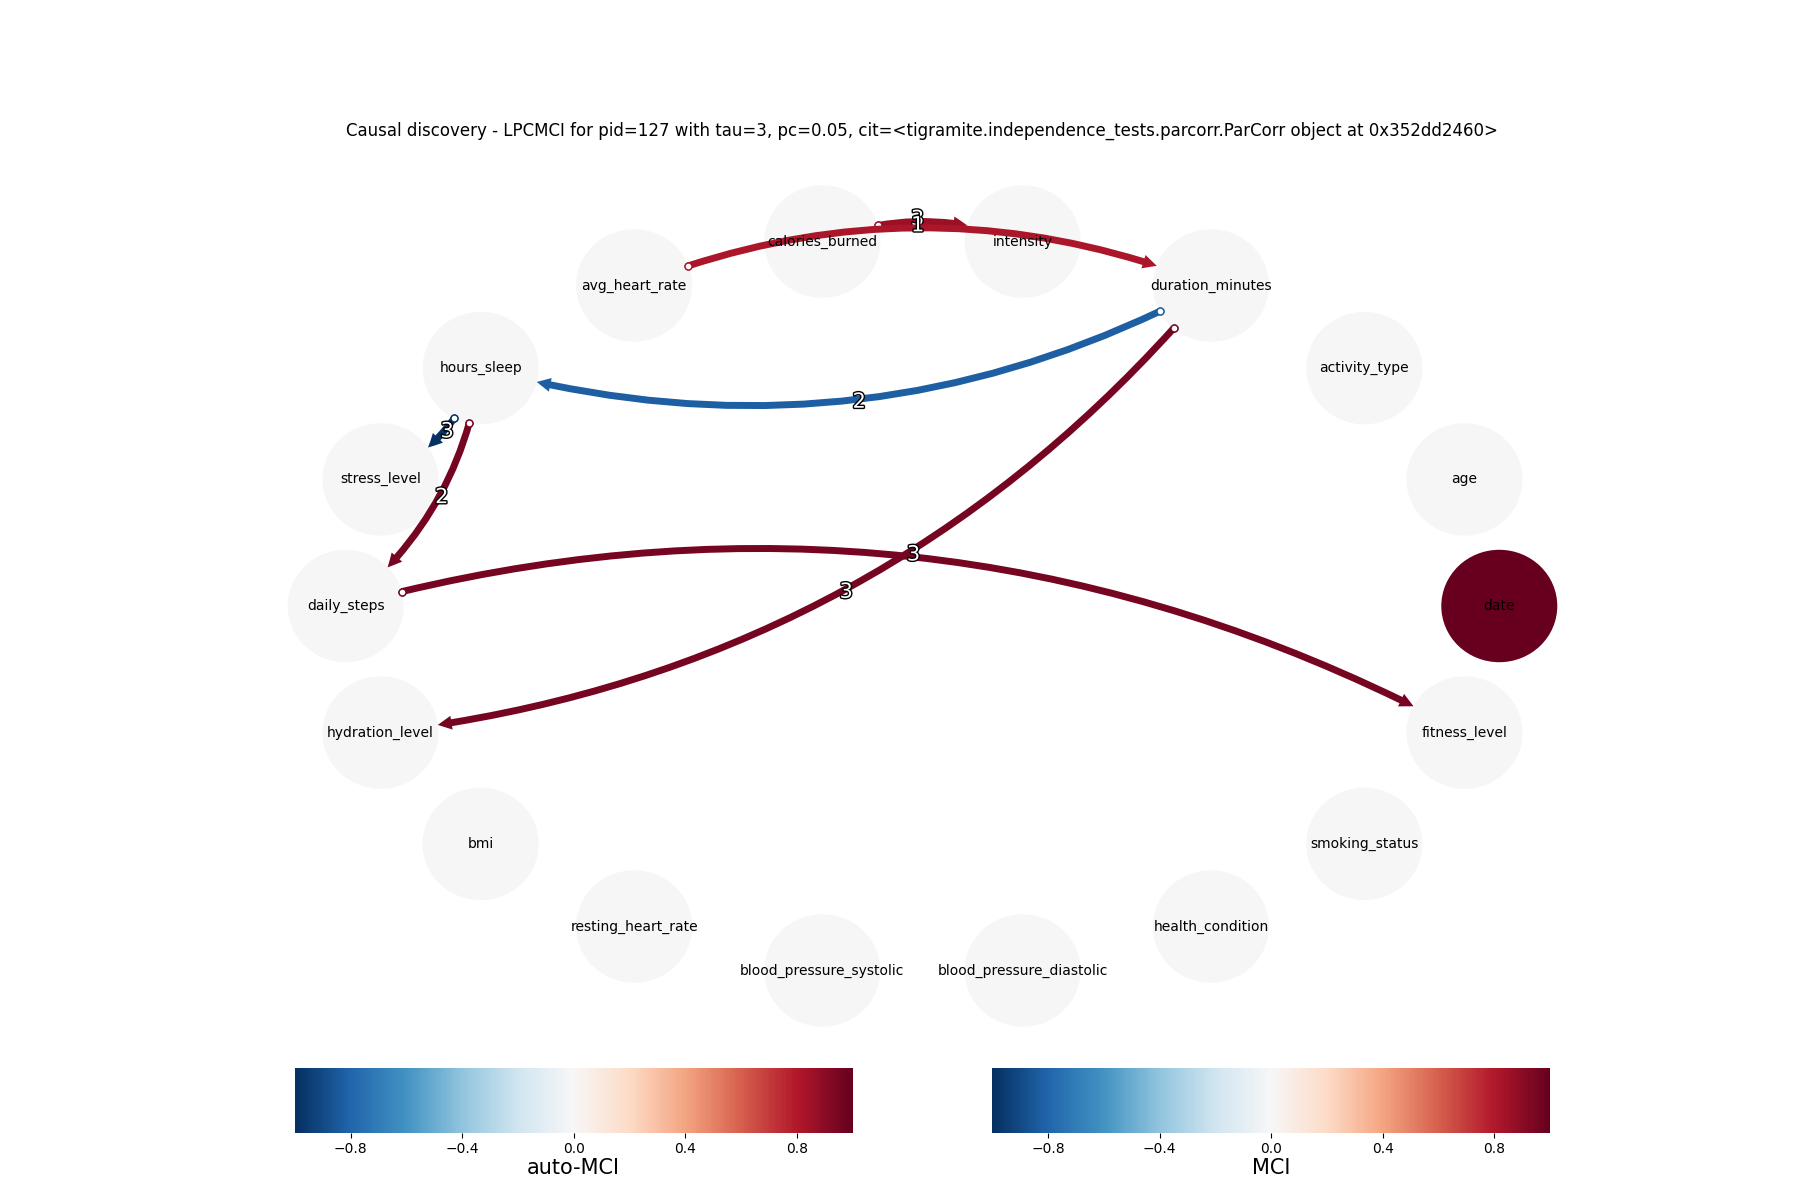 Causal discovery - LPCMCI for pid=127 with tau=3, pc=0.05, cit=<tigramite.independence_tests.parcorr.ParCorr object at 0x352dd2460>
calories_burned intensity
1
avg_heart_rate duration_minutes
hours_sleep activity_type
2
3
stress_level age
2
3
3
daily_steps date
hydration_level fitness_level
bmi smoking_status
resting_heart_rate health_condition
blood_pressure_systolic blood_pressure_diastolic
−0.8 −0.4 0.0 0.4 0.8
auto-MCI
−0.8 −0.4 0.0 0.4 0.8
MCI